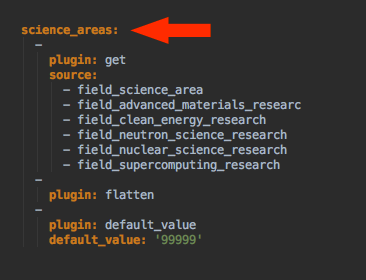 science_areas:
-
plugin: get
source:
- field_science_area
- field_advanced_materials_researc
- field_clean_energy_research
- field_neutron_science_research
- field_nuclear_science_research
- field_supercomputing_research
-
plugin: flatten
-
plugin: default_value
default_value: '99999'